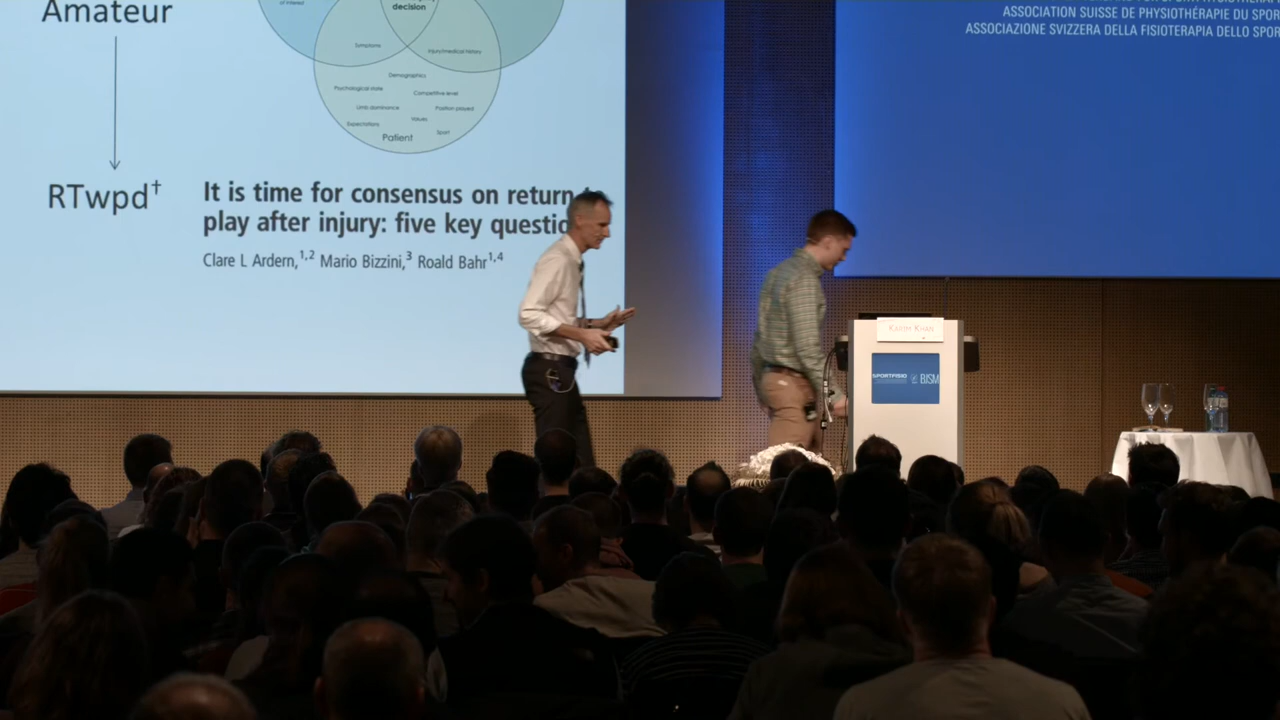 Amateur
RTwpd†
of interest
decision
Symptoms
Injury/medical history
Demographics
Psychological state
Competitive level
Limb dominance
Position played
Values
Expectations
Sport
Patient
It is time for consensus on return
play after injury: five key
Clare L Ardern,1,2 Mario Bizzini,3 Roald Bahr1,4
ASSOCIATION SUISSE DE PHYSIOTHÉRAPIE DU SPOR
ASSOCIAZIONE SVIZZERA DELLA FISIOTERAPIA DELLO SPOR
KARIM KHAN
SPORTFISIO
BJSM